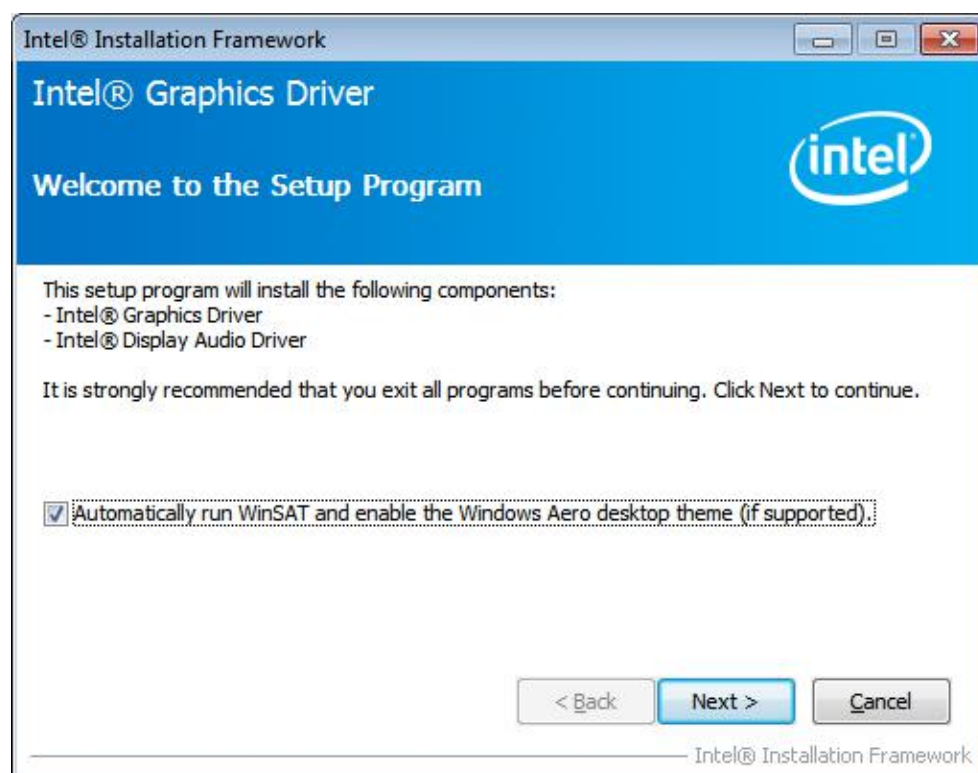 Intel® Installation Framework
Intel® Graphics Driver
intel®
Welcome to the Setup Program
This setup program will install the following components:
- Intel® Graphics Driver
- Intel® Display Audio Driver
It is strongly recommended that you exit all programs before continuing. Click Next to continue.
Automatically run WinSAT and enable the Windows Aero desktop theme (if supported).
< Back Next > Cancel
Intel® Installation Framework